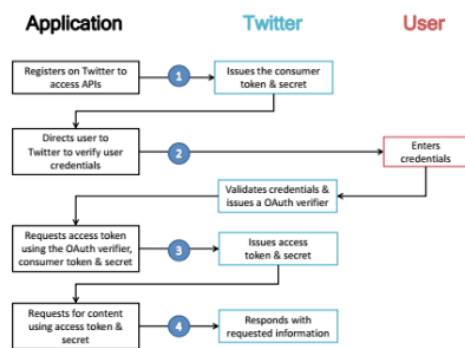 Application
Twitter
User
Registers on Twitter to
access APIs
1
Issues the consumer
token & secret
Directs user to
Twitter to verify user
credentials
2
Enters
credentials
Validates credentials &
issues a OAuth verifier
Requests access token
using the OAuth verifier,
consumer token & secret
3
Issues access
token & secret
Requests for content
using access token &
secret
4
Responds with
requested information